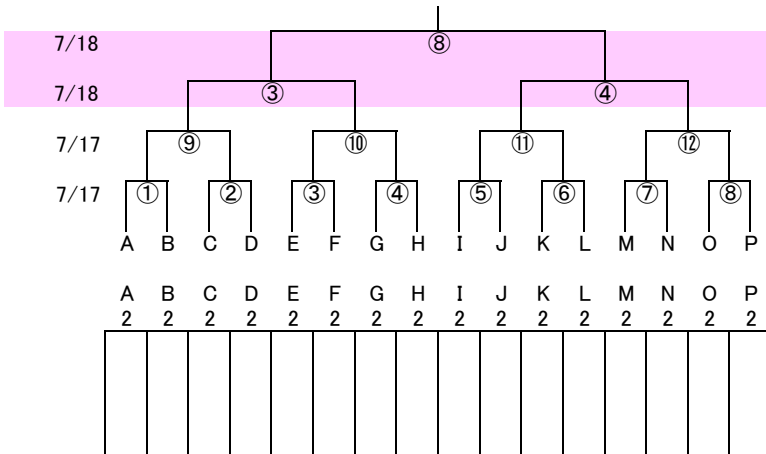 7/18 ⑧
7/18 ③ ④
7/17 ⑨ ⑩ ⑪ ⑫
7/17 ① ② ③ ④ ⑤ ⑥ ⑦ ⑧
A B C D E F G H I J K L M N O P
A B C D E F G H I J K L M N O P
2 2 2 2 2 2 2 2 2 2 2 2 2 2 2 2